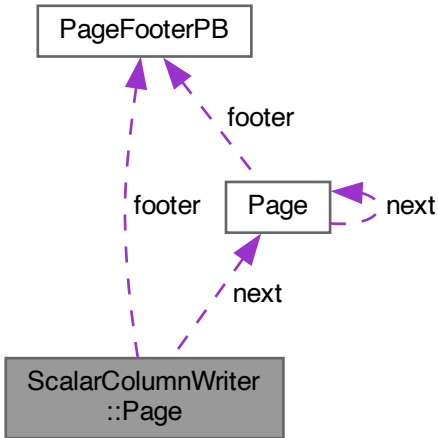 PageFooterPB
footer
footer
Page
next
next
ScalarColumnWriter
::Page